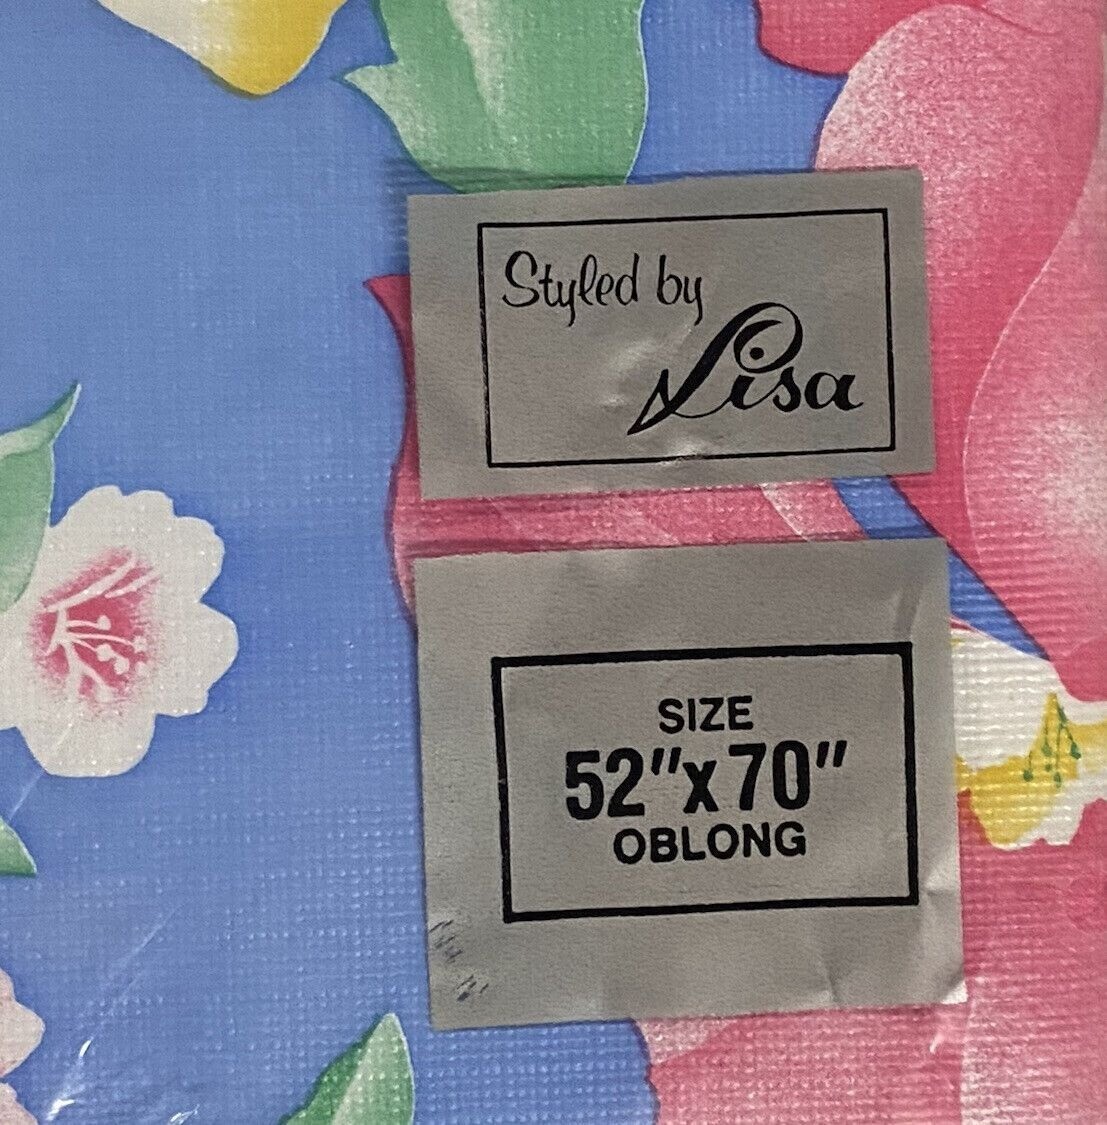 Styled by
Lisa
SIZE
52"x70"
OBLONG